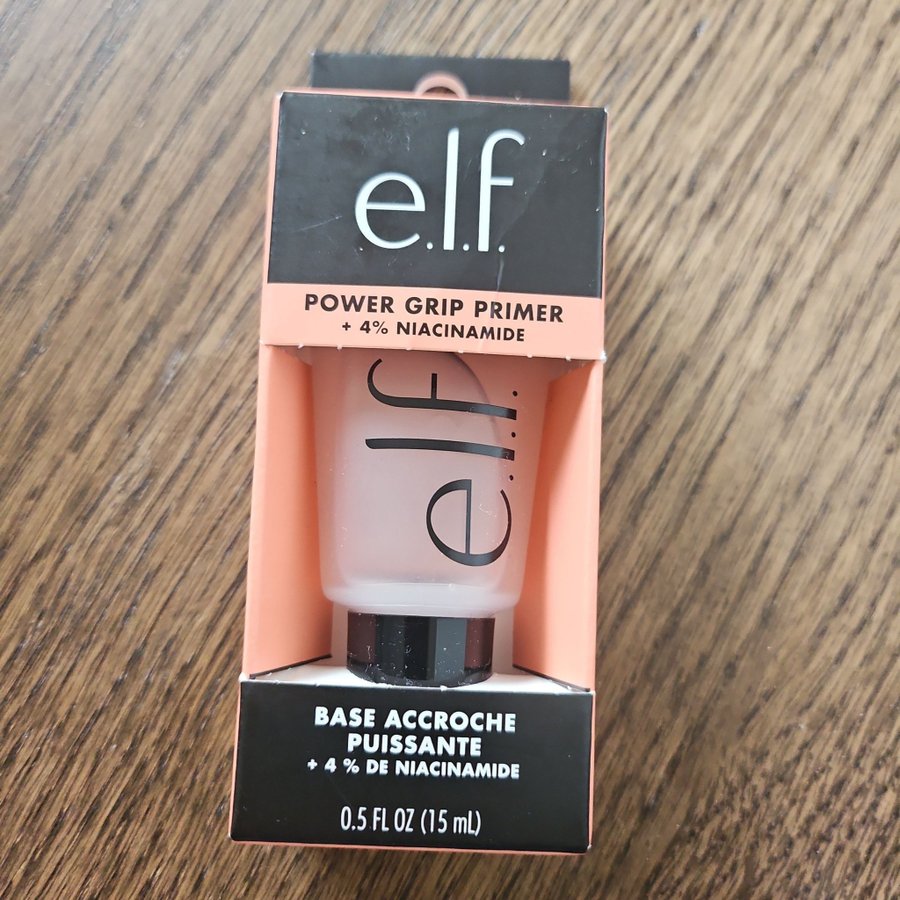 e.l.f.
POWER GRIP PRIMER
+ 4% NIACINAMIDE
e.l.f.
BASE ACCROCHE
PUISSANTE
+ 4 % DE NIACINAMIDE
0.5 FL OZ (15 mL)